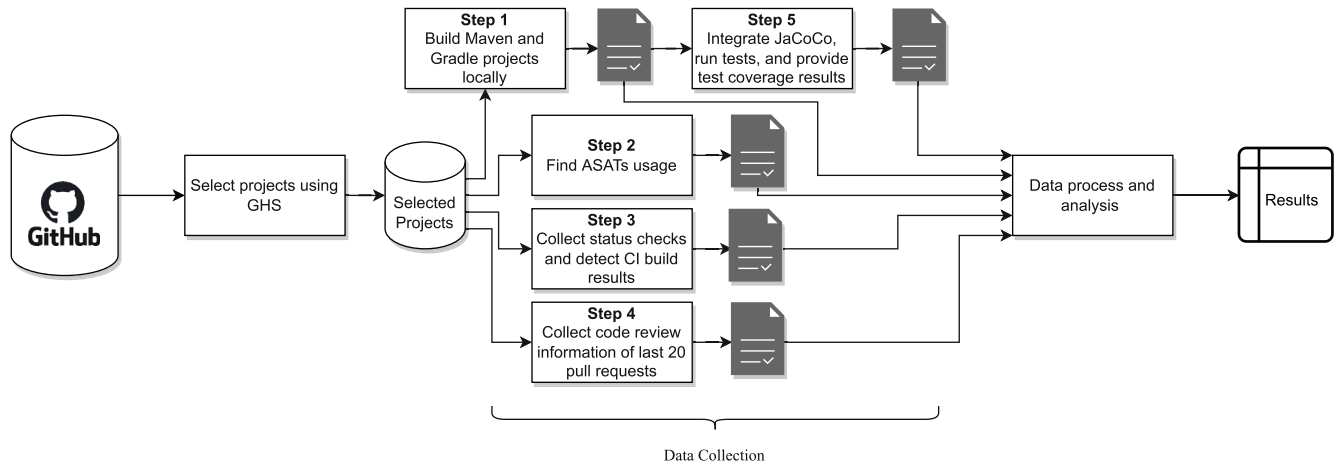 Step 1
Build Maven and
Gradle projects
locally
Step 5
Integrate JaCoCo,
run tests, and provide
test coverage results
GitHub
Select projects using
GHS
Selected
Projects
Step 2
Find ASATs usage
Step 3
Collect status checks
and detect CI build
results
Step 4
Collect code review
information of last 20
pull requests
Data process and
analysis
Results
Data Collection